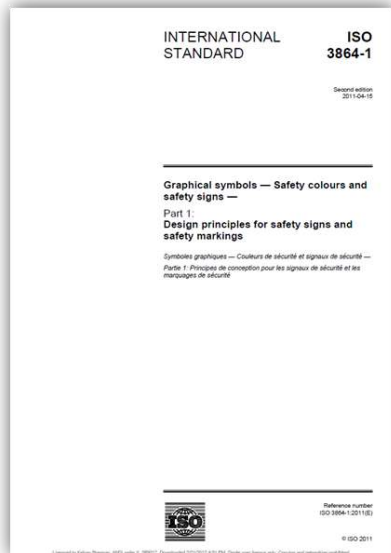 INTERNATIONAL
STANDARD
ISO
3864-1
Second edition
2011-04-15
Graphical symbols — Safety colours and
safety signs —
Part 1:
Design principles for safety signs and
safety markings
Symboles graphiques — Couleurs de sécurité et signaux de sécurité —
Partie 1: Principes de conception pour les signaux de sécurité et les
marquages de sécurité
ISO
Reference number
ISO 3864-1:2011(E)
© ISO 2011